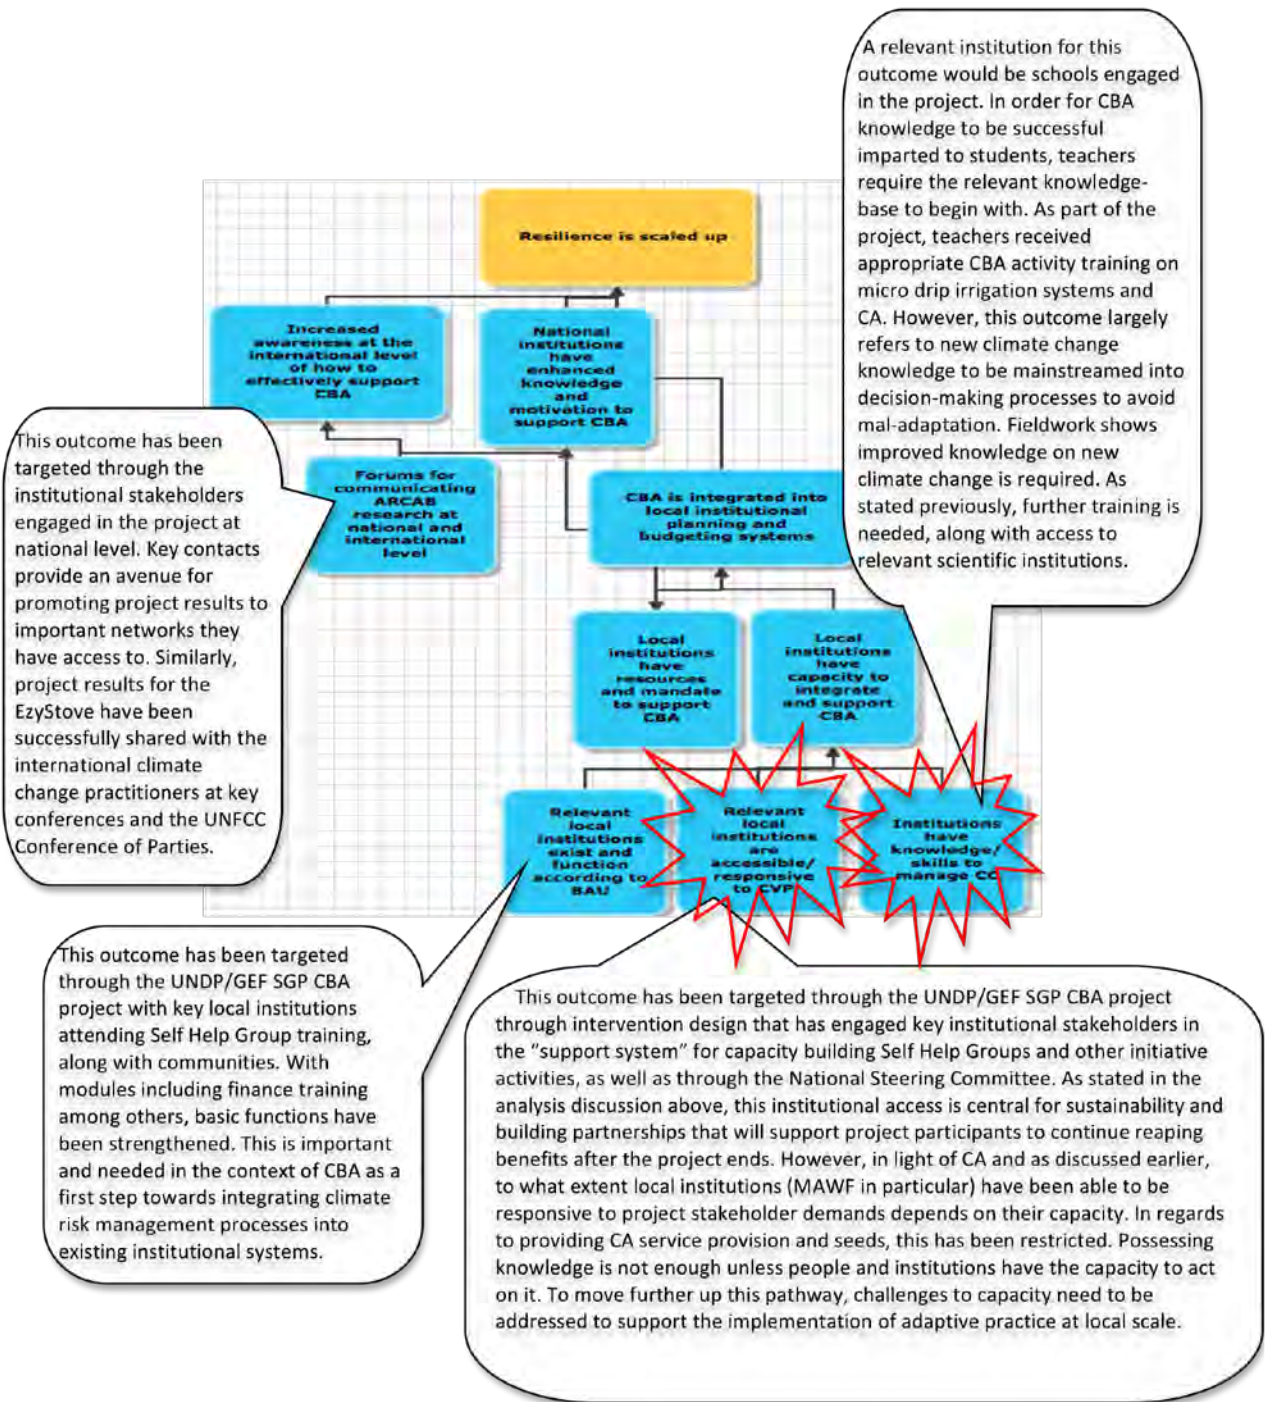 A relevant institution for this
outcome would be schools engaged
in the project. In order for CBA
knowledge to be successful
imparted to students, teachers
require the relevant knowledge-
base to begin with. As part of the
project, teachers received
appropriate CBA activity training on
micro drip irrigation systems and
CA. However, this outcome largely
refers to new climate change
knowledge to be mainstreamed into
decision-making processes to avoid
mal-adaptation. Fieldwork shows
improved knowledge on new
climate change is required. As
stated previously, further training is
needed, along with access to
relevant scientific institutions.
Resilience is scaled up
Increased
awareness at the
international level
of how to
effectively support
CBA
National
institutions
have
enhanced
knowledge
and
motivation to
support CBA
This outcome has been
targeted through the
institutional stakeholders
engaged in the project at
national level. Key contacts
provide an avenue for
promoting project results to
important networks they
have access to. Similarly,
project results for the
EzyStove have been
successfully shared with the
international climate
change practitioners at key
conferences and the UNFCC
Conference of Parties.
Forums for
communicating
ARCAB
research at
national and
international
level
CBA is integrated into
local institutional
planning and
budgeting systems
Local
institutions
have
resources
and mandate
to support
CBA
Local
institutions
have
capacity to
integrate
and support
CBA
Relevant
local
institutions
exist and
function
according to
BAU
Relevant
local
institutions
are
accessible/
responsive
to CVP
Institutions
have
knowledge/
skills to
manage CC
This outcome has been targeted
through the UNDP/GEF SGP CBA
project with key local institutions
attending Self Help Group training,
along with communities. With
modules including finance training
among others, basic functions have
been strengthened. This is important
and needed in the context of CBA as a
first step towards integrating climate
risk management processes into
existing institutional systems.
This outcome has been targeted through the UNDP/GEF SGP CBA project
through intervention design that has engaged key institutional stakeholders in
the "support system" for capacity building Self Help Groups and other initiative
activities, as well as through the National Steering Committee. As stated in the
analysis discussion above, this institutional access is central for sustainability and
building partnerships that will support project participants to continue reaping
benefits after the project ends. However, in light of CA and as discussed earlier,
to what extent local institutions (MAWF in particular) have been able to be
responsive to project stakeholder demands depends on their capacity. In regards
to providing CA service provision and seeds, this has been restricted. Possessing
knowledge is not enough unless people and institutions have the capacity to act
on it. To move further up this pathway, challenges to capacity need to be
addressed to support the implementation of adaptive practice at local scale.